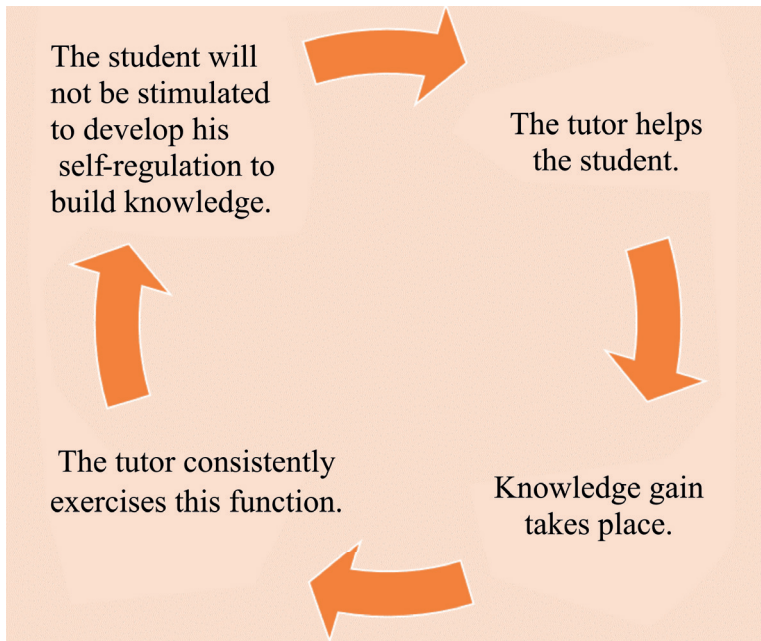 The student will
not be stimulated
to develop his
self-regulation to
build knowledge.
The tutor helps
the student.
Knowledge gain
takes place.
The tutor consistently
exercises this function.